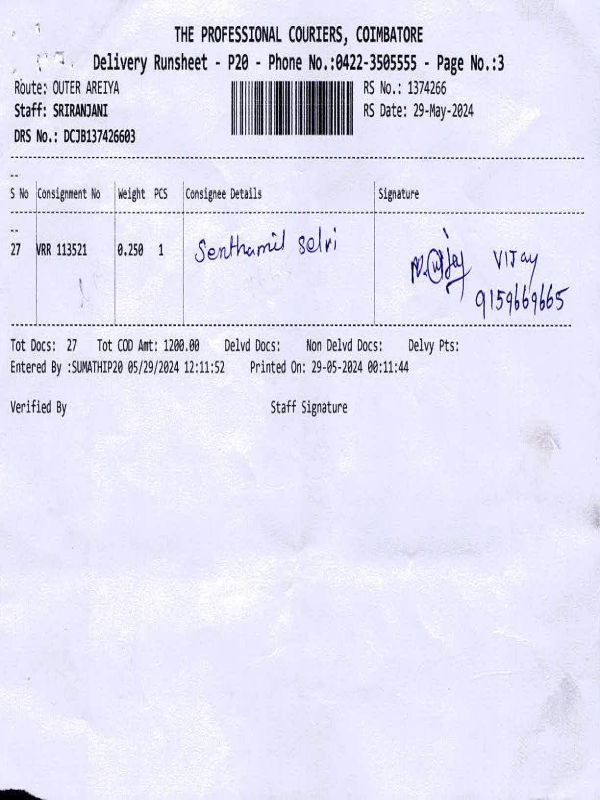 THE PROFESSIONAL COURIERS, COIMBATORE
Delivery Runsheet - P20 - Phone No.:0422-3505555 - Page No.:3
Route: OUTER AREIYA RS No.: 1374266
Staff: SRIRANJANI RS Date: 29-May-2024
DRS No.: DCJB137426603
S No Consignment No Weight PCS Consignee Details Signature
27 VRR 113521 0.250 1 Senthamil Selvi VIJay
9159669665
Tot Docs: 27 Tot COD Amt: 1200.00 Delvd Docs: Non Delvd Docs: Delvy Pts:
Entered By :SUMATHIP20 05/29/2024 12:11:52 Printed On: 29-05-2024 00:11:44
Verified By Staff Signature